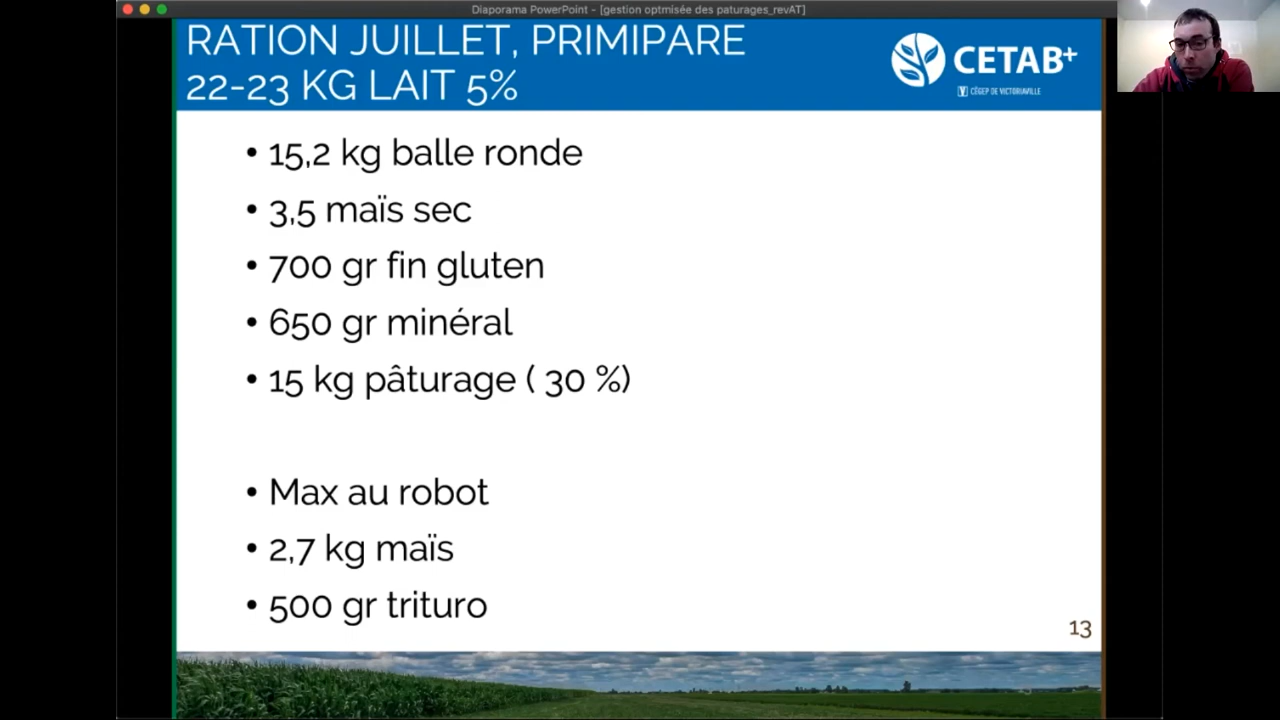 Diaporama PowerPoint - [gestion optmisée des paturages_revAT]
RATION JUILLET, PRIMIPARE
22-23 KG LAIT 5%
CETAB+
CÉGEP DE VICTORIAVILLE
• 15,2 kg balle ronde
• 3,5 maïs sec
• 700 gr fin gluten
• 650 gr minéral
• 15 kg pâturage ( 30 %)
• Max au robot
• 2,7 kg maïs
• 500 gr trituro
13